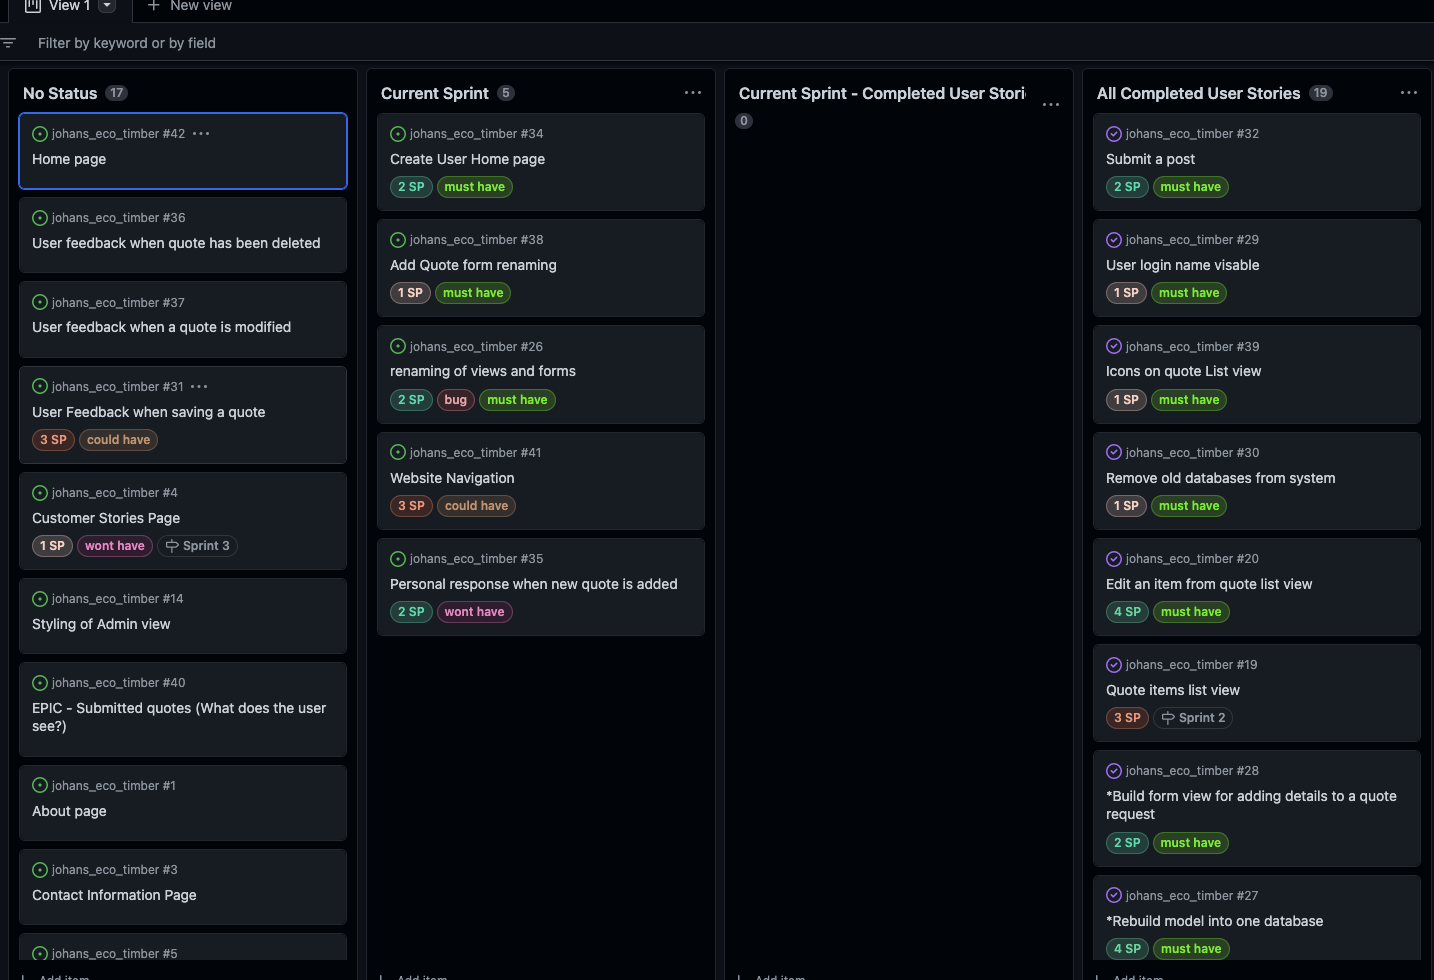 View 1
New view
Filter by keyword or by field
No Status 17
johans_eco_timber #42
Home page
johans_eco_timber #36
User feedback when quote has been deleted
johans_eco_timber #37
User feedback when a quote is modified
johans_eco_timber #31
User Feedback when saving a quote
3 SP could have
johans_eco_timber #4
Customer Stories Page
1 SP wont have Sprint 3
johans_eco_timber #14
Styling of Admin view
johans_eco_timber #40
EPIC - Submitted quotes (What does the user
see?)
johans_eco_timber #1
About page
johans_eco_timber #3
Contact Information Page
johans_eco_timber #5
Add item
Current Sprint 5
johans_eco_timber #34
Create User Home page
2 SP must have
johans_eco_timber #38
Add Quote form renaming
1 SP must have
johans_eco_timber #26
renaming of views and forms
2 SP bug must have
johans_eco_timber #41
Website Navigation
3 SP could have
johans_eco_timber #35
Personal response when new quote is added
2 SP wont have
Add item
Current Sprint - Completed User Stori
0
Add item
All Completed User Stories 19
johans_eco_timber #32
Submit a post
2 SP must have
johans_eco_timber #29
User login name visable
1 SP must have
johans_eco_timber #39
Icons on quote List view
1 SP must have
johans_eco_timber #30
Remove old databases from system
1 SP must have
johans_eco_timber #20
Edit an item from quote list view
4 SP must have
johans_eco_timber #19
Quote items list view
3 SP Sprint 2
johans_eco_timber #28
*Build form view for adding details to a quote
request
2 SP must have
johans_eco_timber #27
*Rebuild model into one database
4 SP must have
Add item